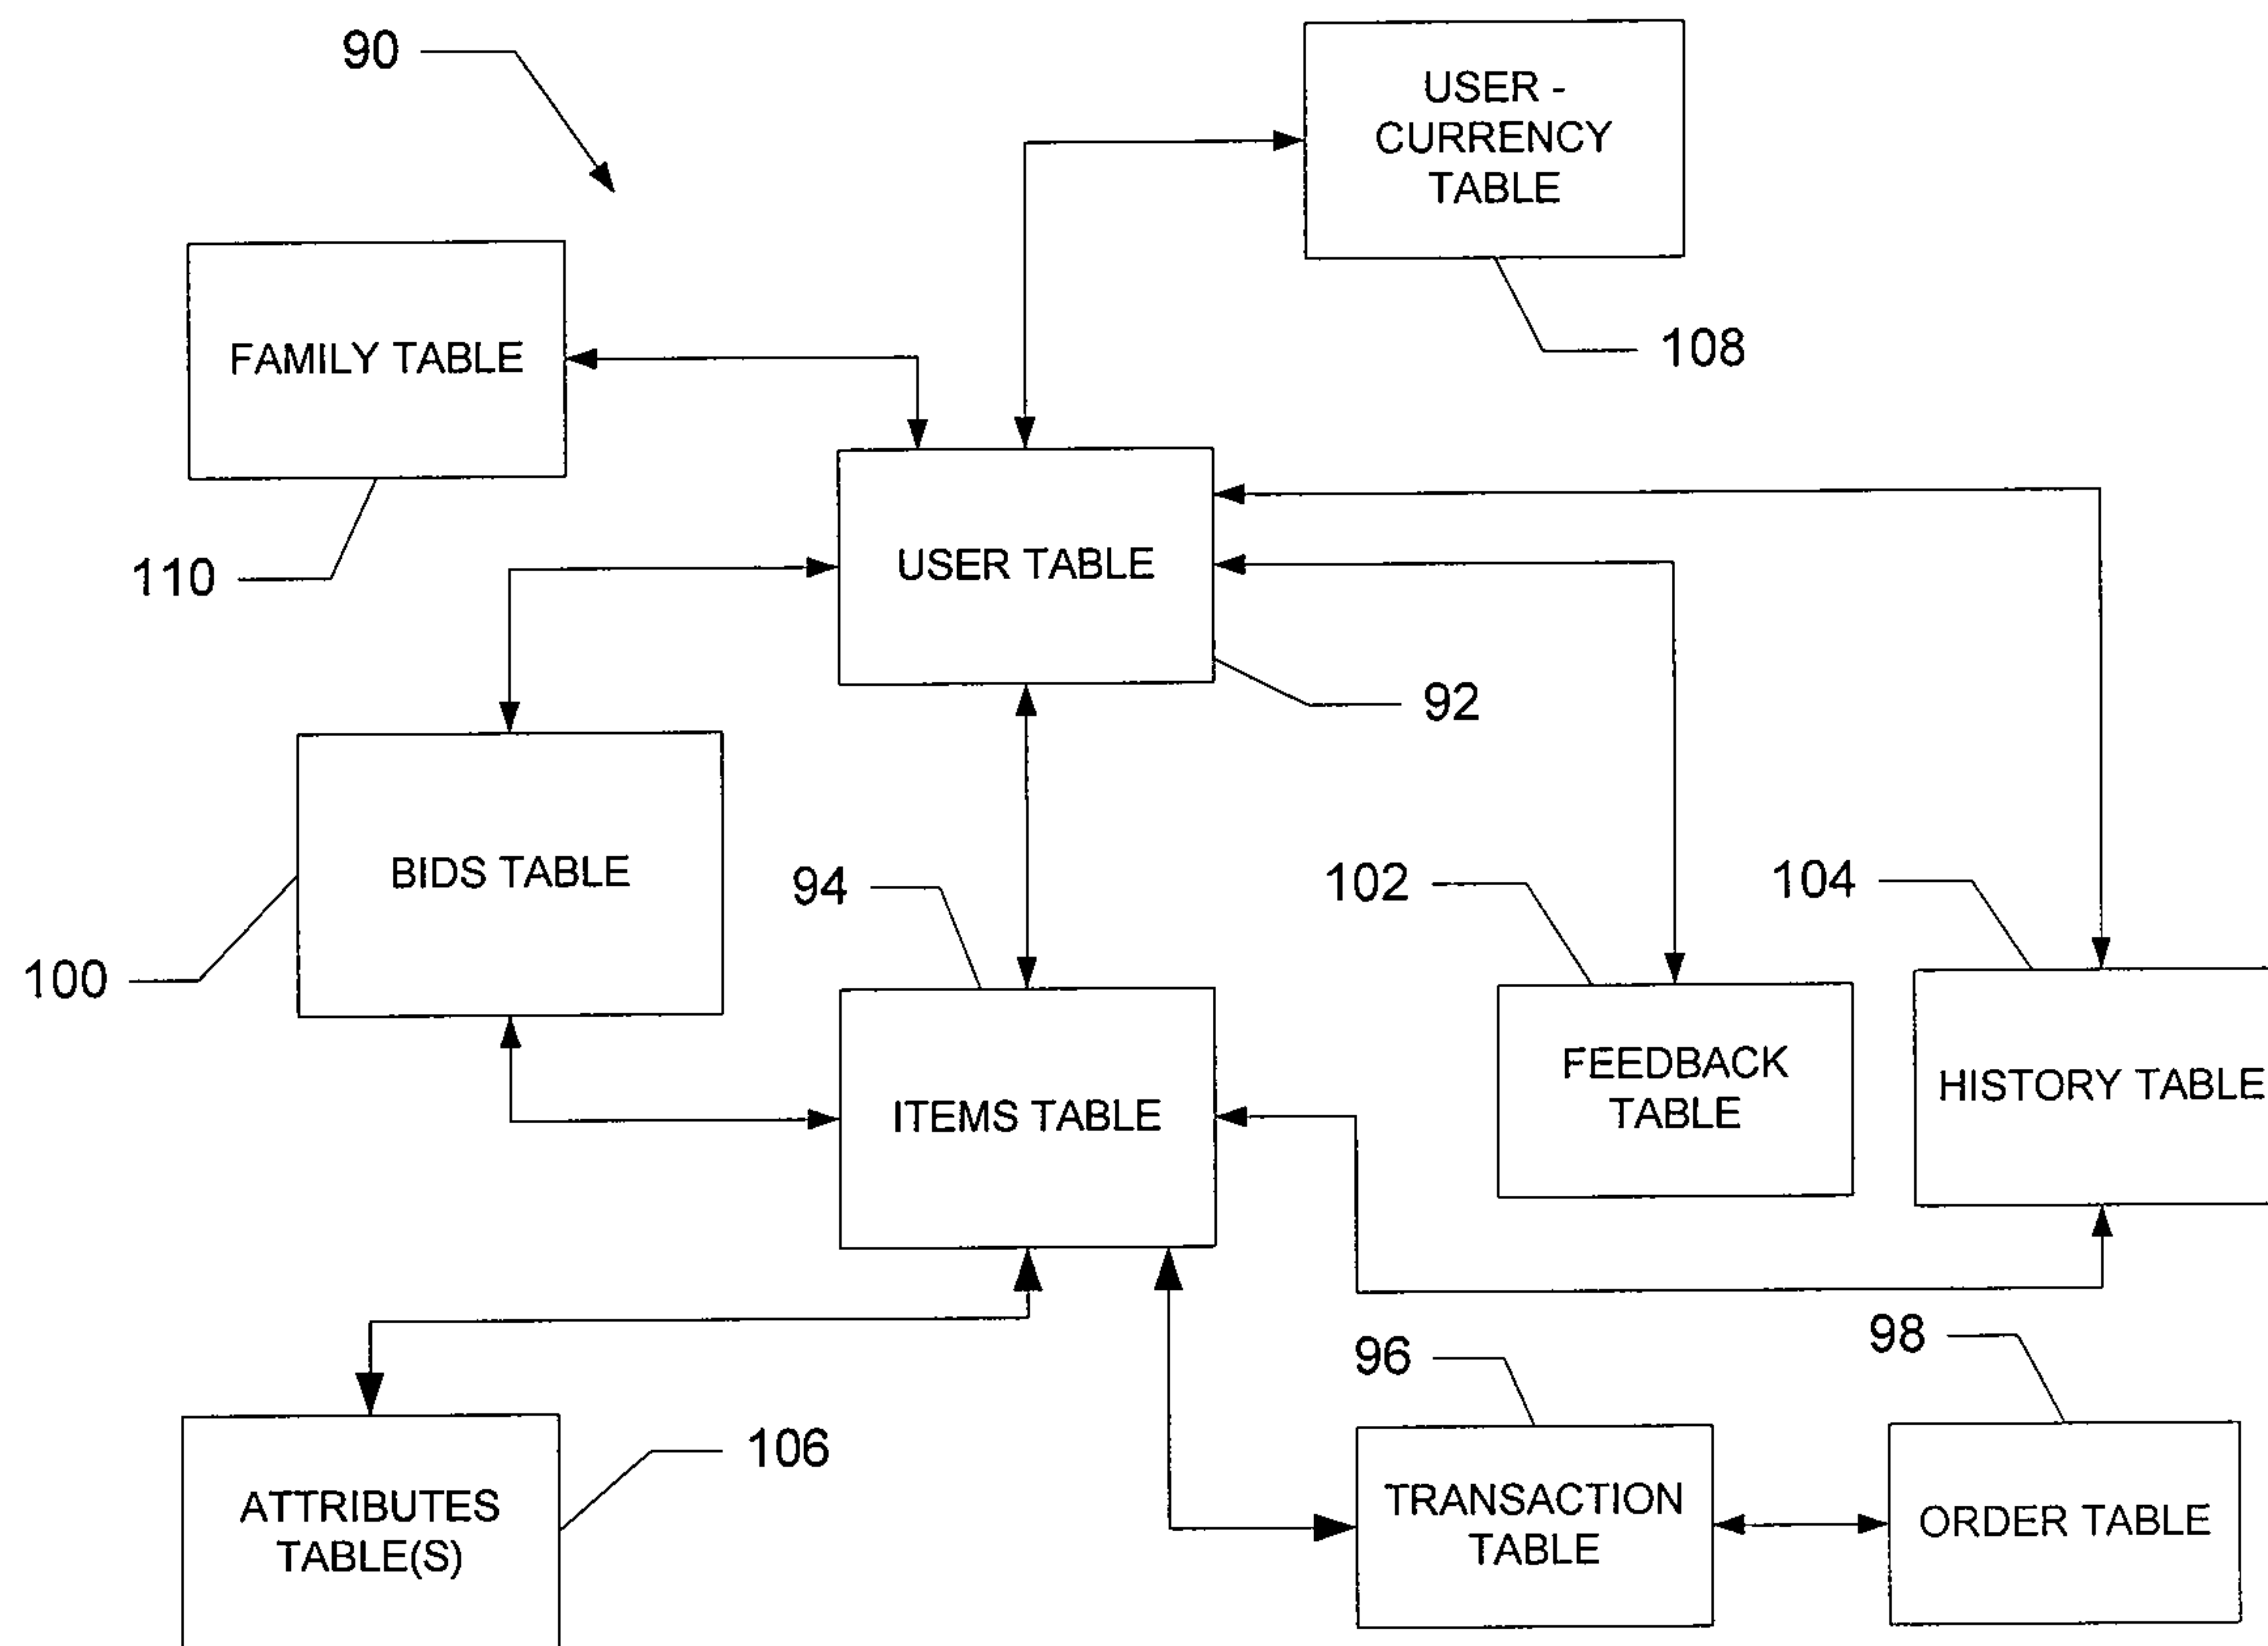 90
USER -
CURRENCY
TABLE
108
FAMILY TABLE
110
USER TABLE
92
BIDS TABLE
100
94
102
104
ITEMS TABLE
FEEDBACK
TABLE
HISTORY TABLE
96
98
ATTRIBUTES
TABLE(S)
106
TRANSACTION
TABLE
ORDER TABLE